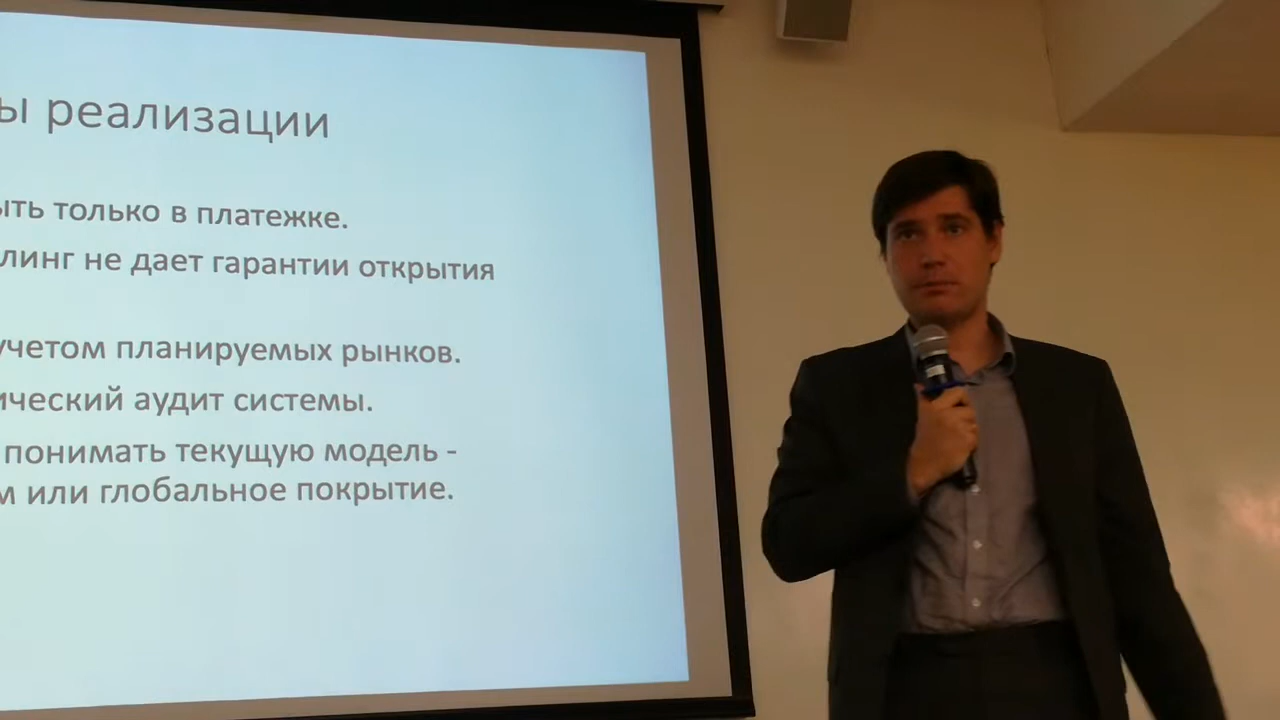 ы реализации
ыть только в платежке.
линг не дает гарантии открытия
учетом планируемых рынков.
ический аудит системы.
понимать текущую модель -
м или глобальное покрытие.